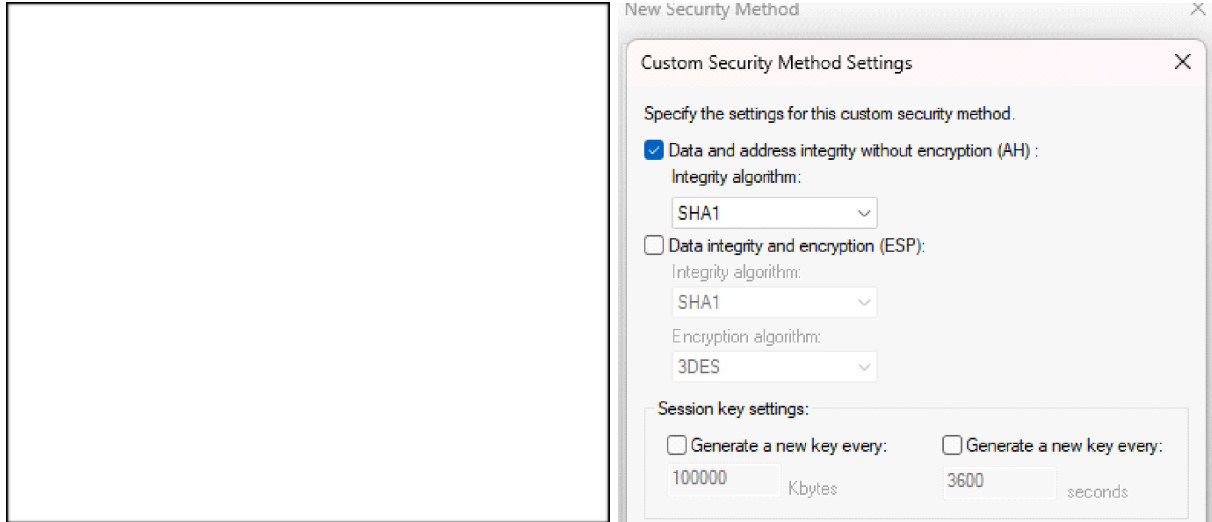 New Security Method
Custom Security Method Settings
Specify the settings for this custom security method.
Data and address integrity without encryption (AH) :
Integrity algorithm:
SHA1
Data integrity and encryption (ESP):
Integrity algorithm:
SHA1
Encryption algorithm:
3DES
Session key settings:
Generate a new key every: Generate a new key every:
100000 Kbytes 3600 seconds